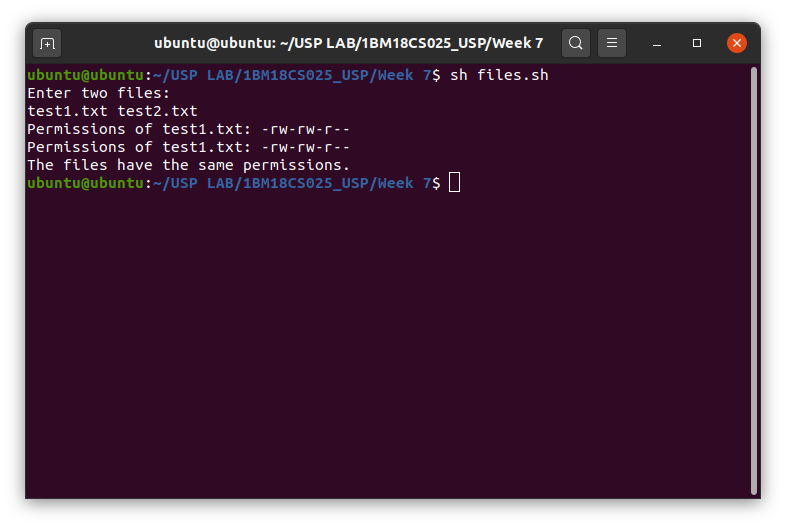 ubuntu@ubuntu: ~/USP LAB/1BM18CS025_USP/Week 7
ubuntu@ubuntu:~/USP LAB/1BM18CS025_USP/Week 7$ sh files.sh
Enter two files:
test1.txt test2.txt
Permissions of test1.txt: -rw-rw-r--
Permissions of test1.txt: -rw-rw-r--
The files have the same permissions.
ubuntu@ubuntu:~/USP LAB/1BM18CS025_USP/Week 7$